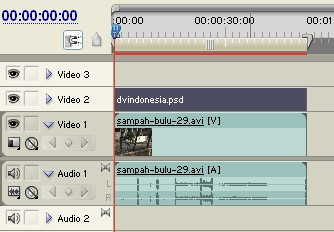 00:00:00:00
:00:00
00:00:30:00
00:01
Video 3
Video 2
dvindonesia.psd
Video 1
sampah-bulu-29.avi [V]
Audio 1
sampah-bulu-29.avi [A]
L
R
Audio 2